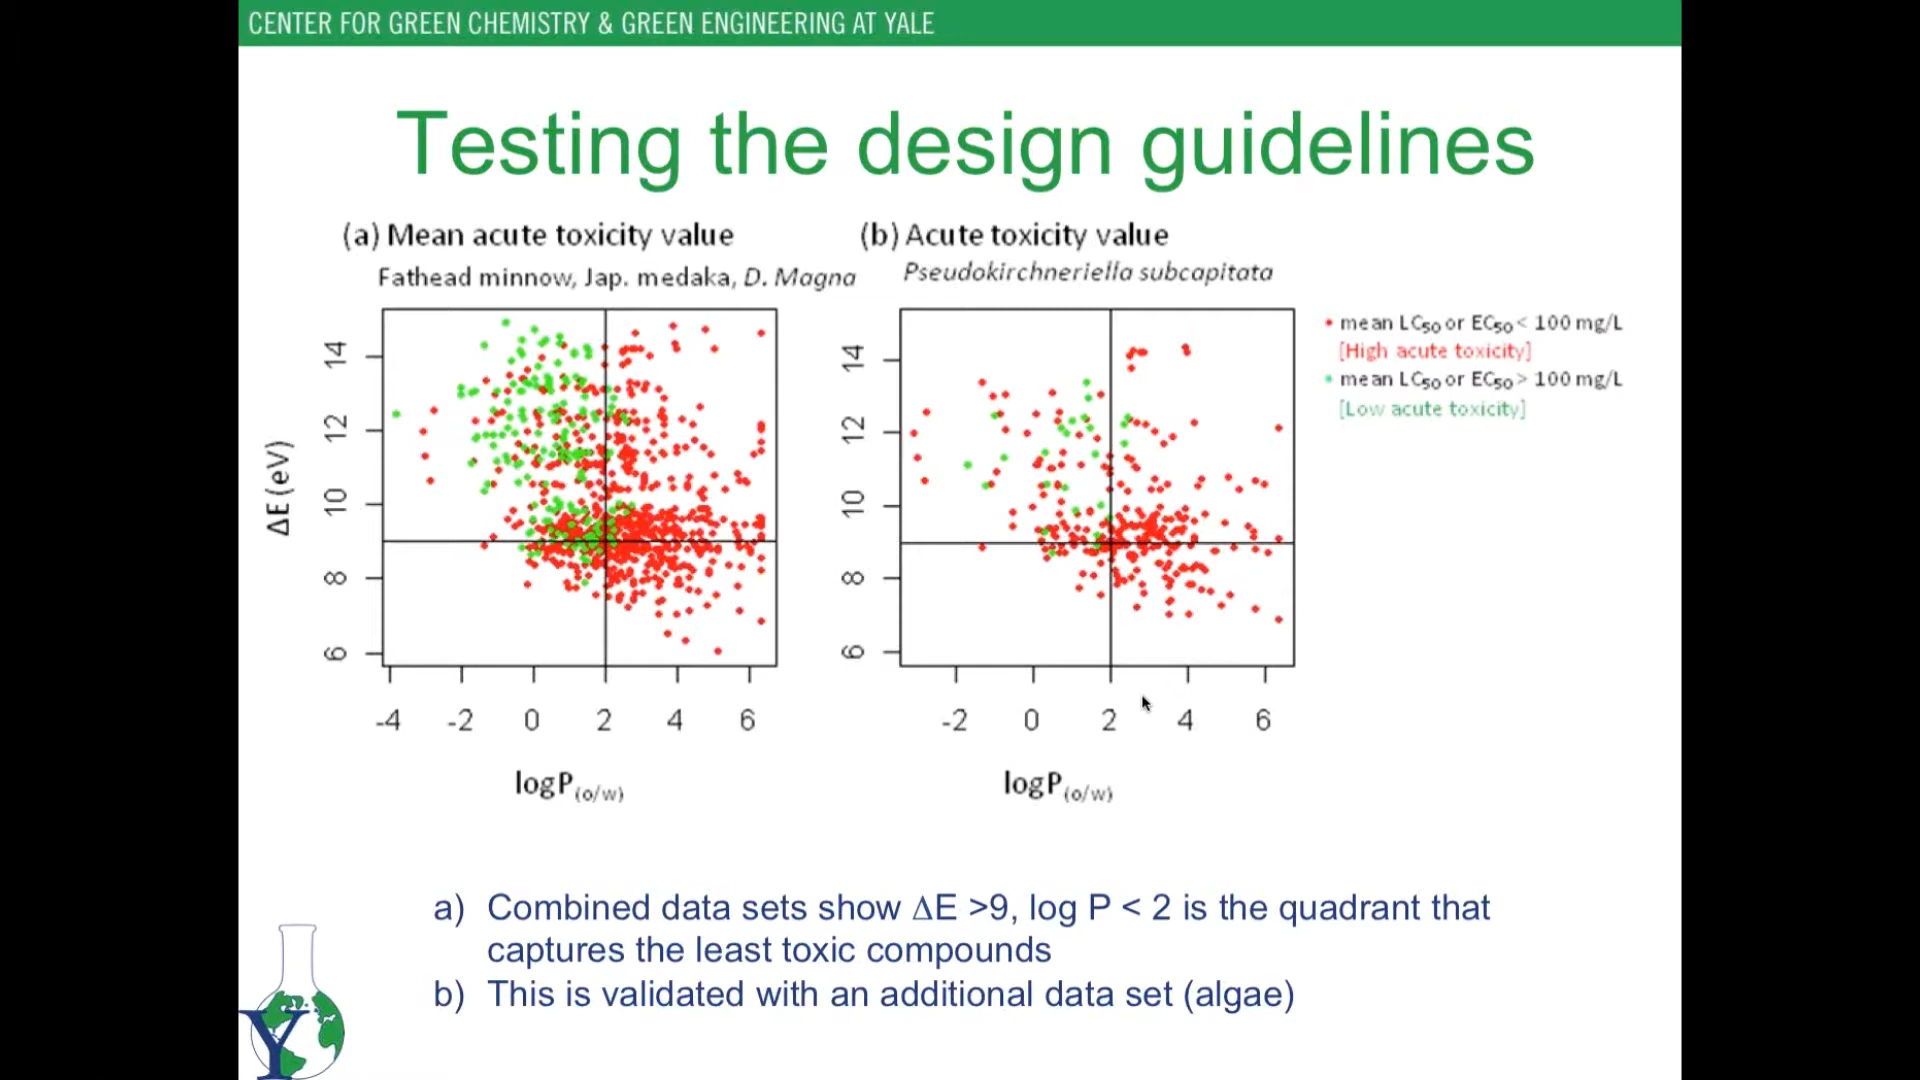 CENTER FOR GREEN CHEMISTRY & GREEN ENGINEERING AT YALE
Testing the design guidelines
(a) Mean acute toxicity value
Fathead minnow, Jap. medaka, D. Magna
ΔE (eV)
14
12
10
8
6
-4 -2 0 2 4 6
logP(o/w)
(b) Acute toxicity value
Pseudokirchneriella subcapitata
14
12
10
8
6
-2 0 2 4 6
logP(o/w)
mean LC50 or EC50 < 100 mg/L
[High acute toxicity]
mean LC50 or EC50 > 100 mg/L
[Low acute toxicity]
a) Combined data sets show ΔE >9, log P < 2 is the quadrant that
captures the least toxic compounds
b) This is validated with an additional data set (algae)
Y